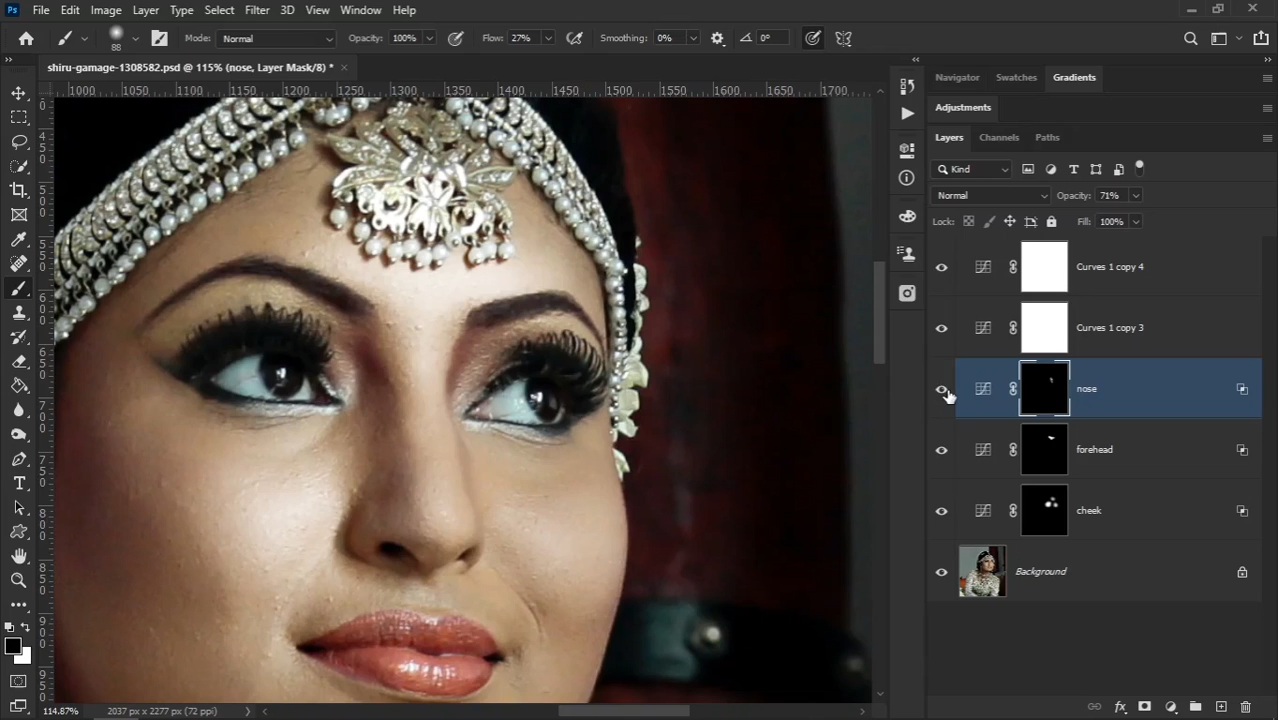 Ps File Edit Image Layer Type Select Filter 3D View Window Help
88 Mode: Normal Opacity: 100% Flow: 27% Smoothing: 0% 0°
shiru-gamage-1308582.psd @ 115% (nose, Layer Mask/8) *
1000 1050 1100 1150 1200 1250 1300 1350 1400 1450 1500 1550 1600 1650 1700
Navigator Swatches Gradients
Adjustments
Layers Channels Paths
Kind
Normal Opacity: 71%
Lock: Fill: 100%
Curves 1 copy 4
Curves 1 copy 3
nose
forehead
cheek
Background
114.87% 2037 px x 2277 px (72 ppi)